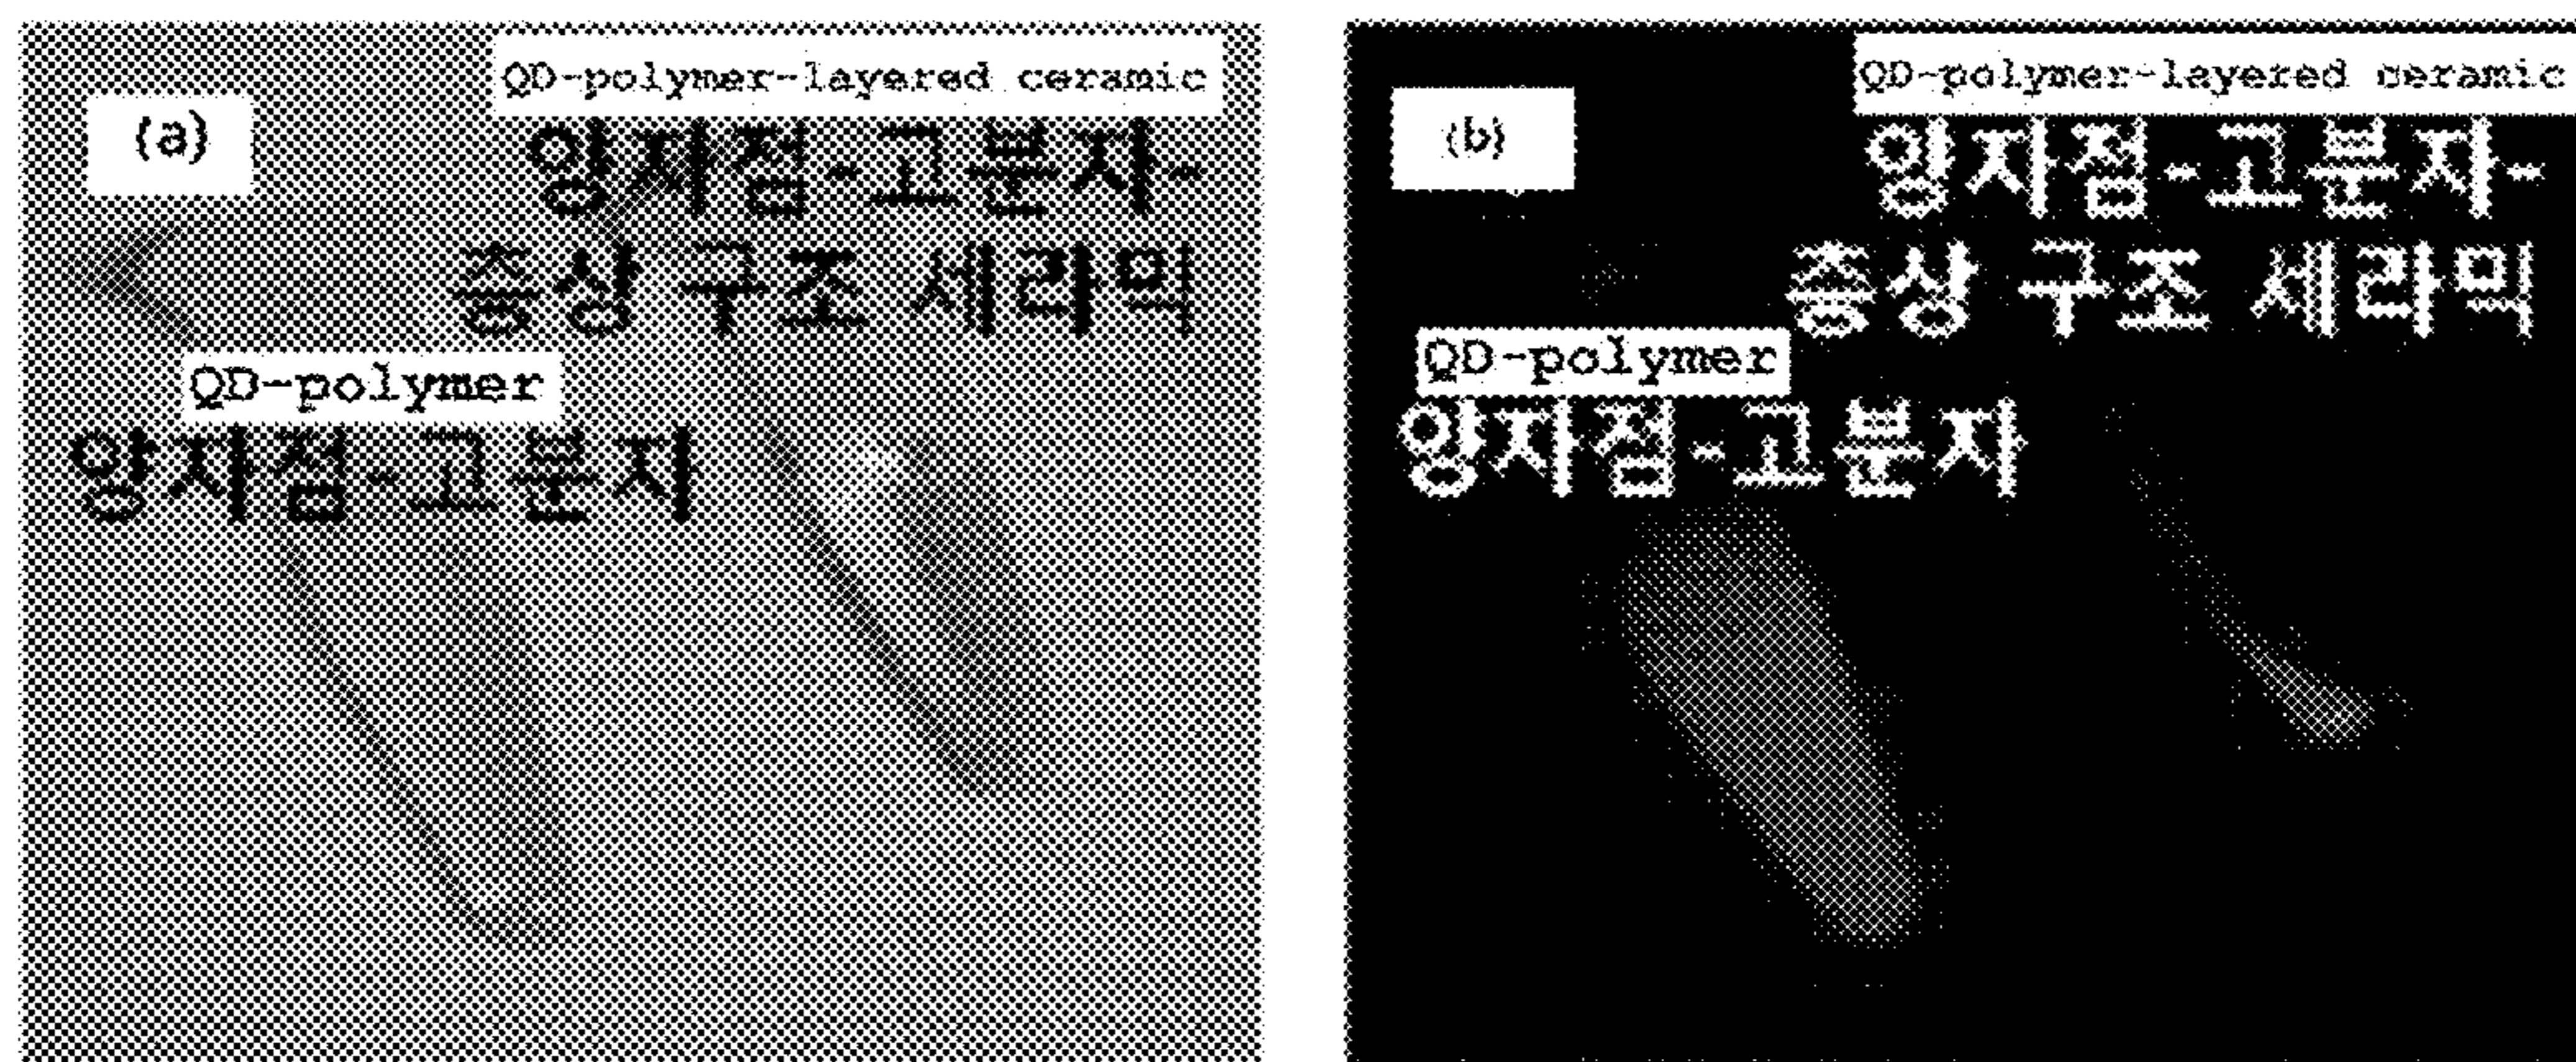 (a)
QD-polymer-layered ceramic
양자점-고분자-
층상 구조 세라믹
QD-polymer
양자점-고분자
(b)
QD-polymer-layered ceramic
양자점-고분자-
층상 구조 세라믹
QD-polymer
양자점-고분자